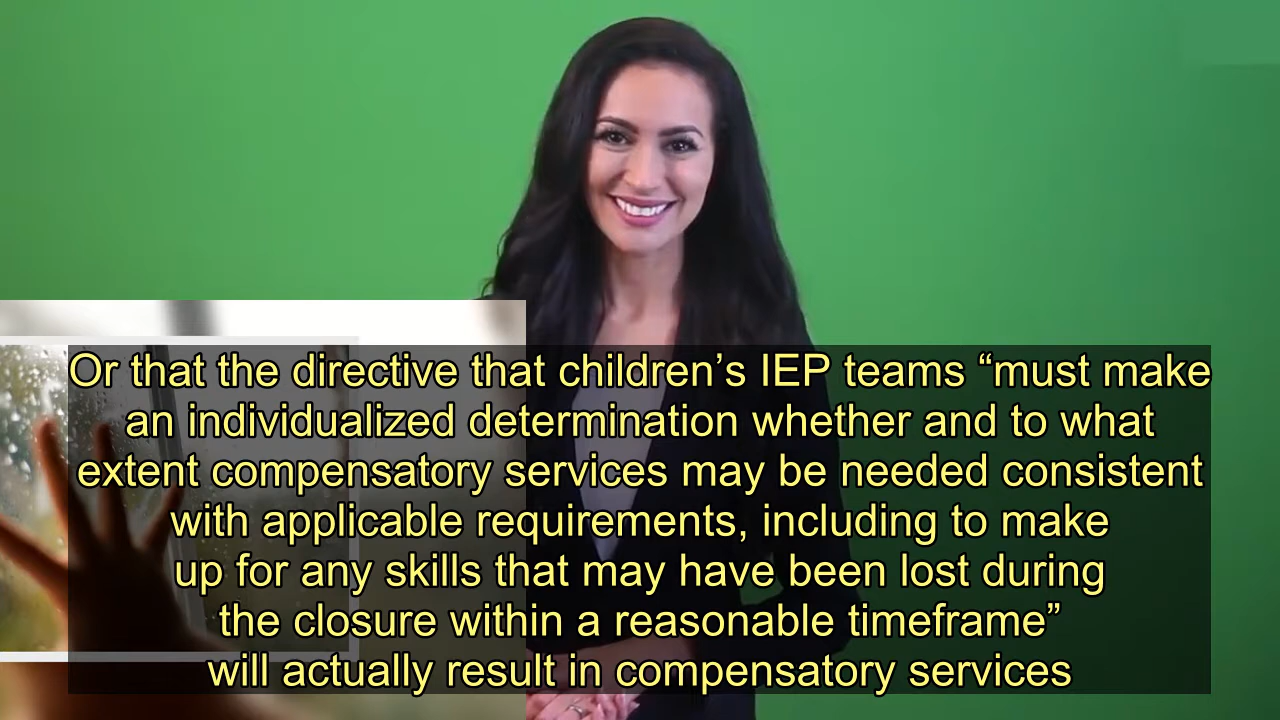 Or that the directive that children’s IEP teams “must make
an individualized determination whether and to what
extent compensatory services may be needed consistent
with applicable requirements, including to make
up for any skills that may have been lost during
the closure within a reasonable timeframe”
will actually result in compensatory services